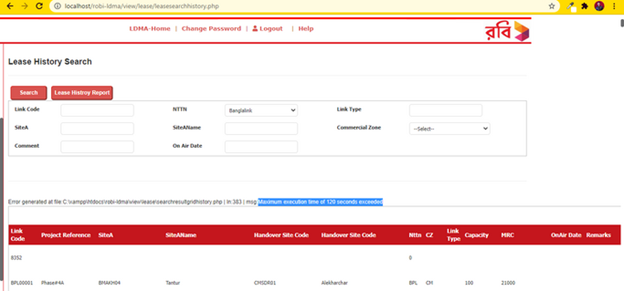 localhost/robi-ldma/view/lease/leasesearchhistory.php
LDMA-Home | Change Password | Logout | Help
রবি
Lease History Search
Search Lease Histroy Report
Link Code NTTN Banglalink Link Type
SiteA SiteAName Commercial Zone --Select--
Comment On Air Date
Error generated at file C:\xampp\htdocs\robi-ldma\view\lease\searchresultgridhistory.php | ln 383 | msg Maximum execution time of 120 seconds exceeded
Link Code Project Reference SiteA SiteAName Handover Site Code Handover Site Code Nttn CZ Link Type Capacity MRC OnAir Date Remarks
8352 0
BPL00001 Phase#4A BMAKH04 Tantur CMSDR01 Alekharchar BPL CM 100 21000